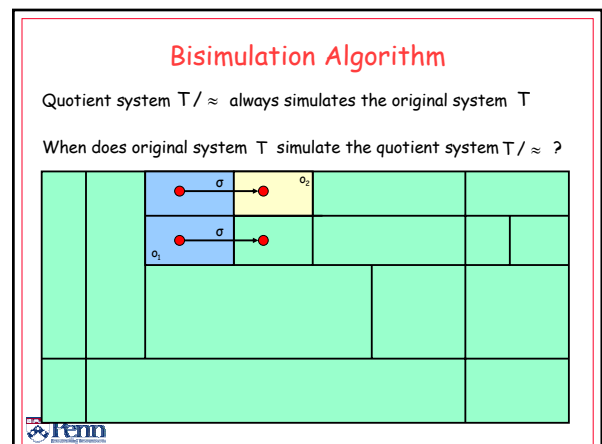 Bisimulation Algorithm
Quotient system T/≈ always simulates the original system T
When does original system T simulate the quotient system T/≈ ?
σ
o₂
σ
o₁
Penn